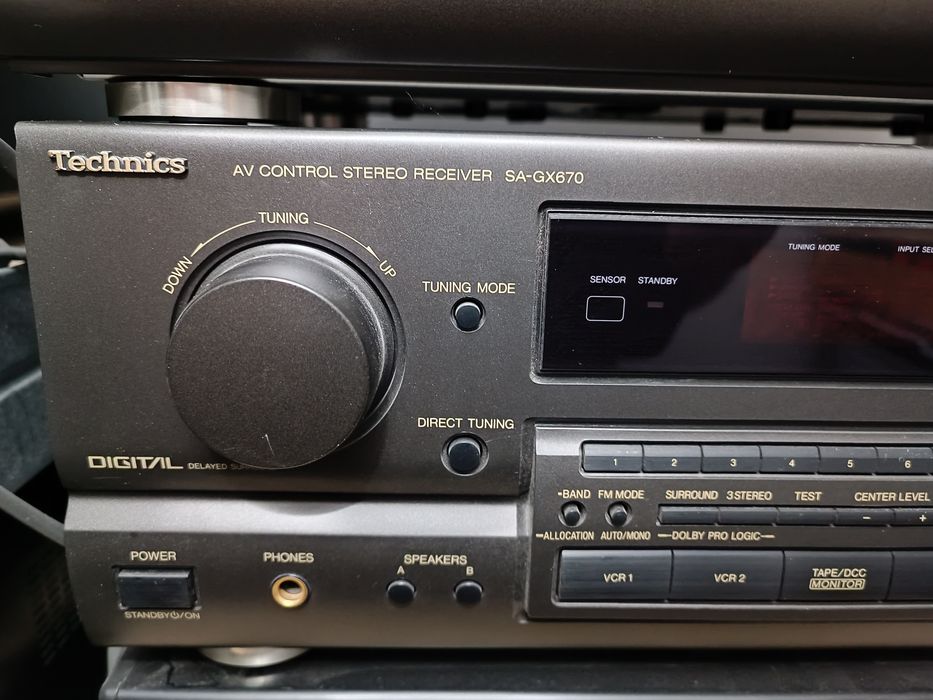 Technics
AV CONTROL STEREO RECEIVER SA-GX670
TUNING
DOWN
UP
TUNING MODE
TUNING MODE
INPUT
SENSOR STANDBY
DIRECT TUNING
DIGITAL DELAYED
1 2 3 4 5 6
-BAND FM MODE SURROUND 3 STEREO TEST CENTER LEVEL
- +
-ALLOCATION AUTO/MONO DOLBY PRO LOGIC
POWER PHONES SPEAKERS
A B
VCR 1 VCR 2 TAPE/DCC
MONITOR
STANDBY⏻/ON